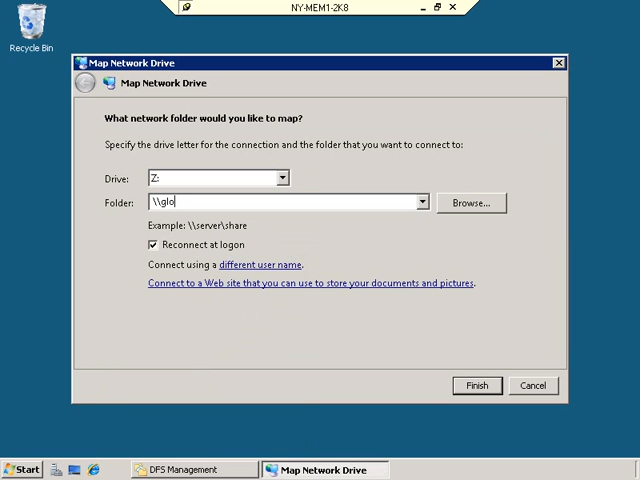 NY-MEM1-2K8
Recycle Bin
Map Network Drive
Map Network Drive
What network folder would you like to map?
Specify the drive letter for the connection and the folder that you want to connect to:
Drive: Z:
Folder: \\glo
Browse...
Example: \\server\share
Reconnect at logon
Connect using a different user name.
Connect to a Web site that you can use to store your documents and pictures.
Finish Cancel
Start DFS Management Map Network Drive